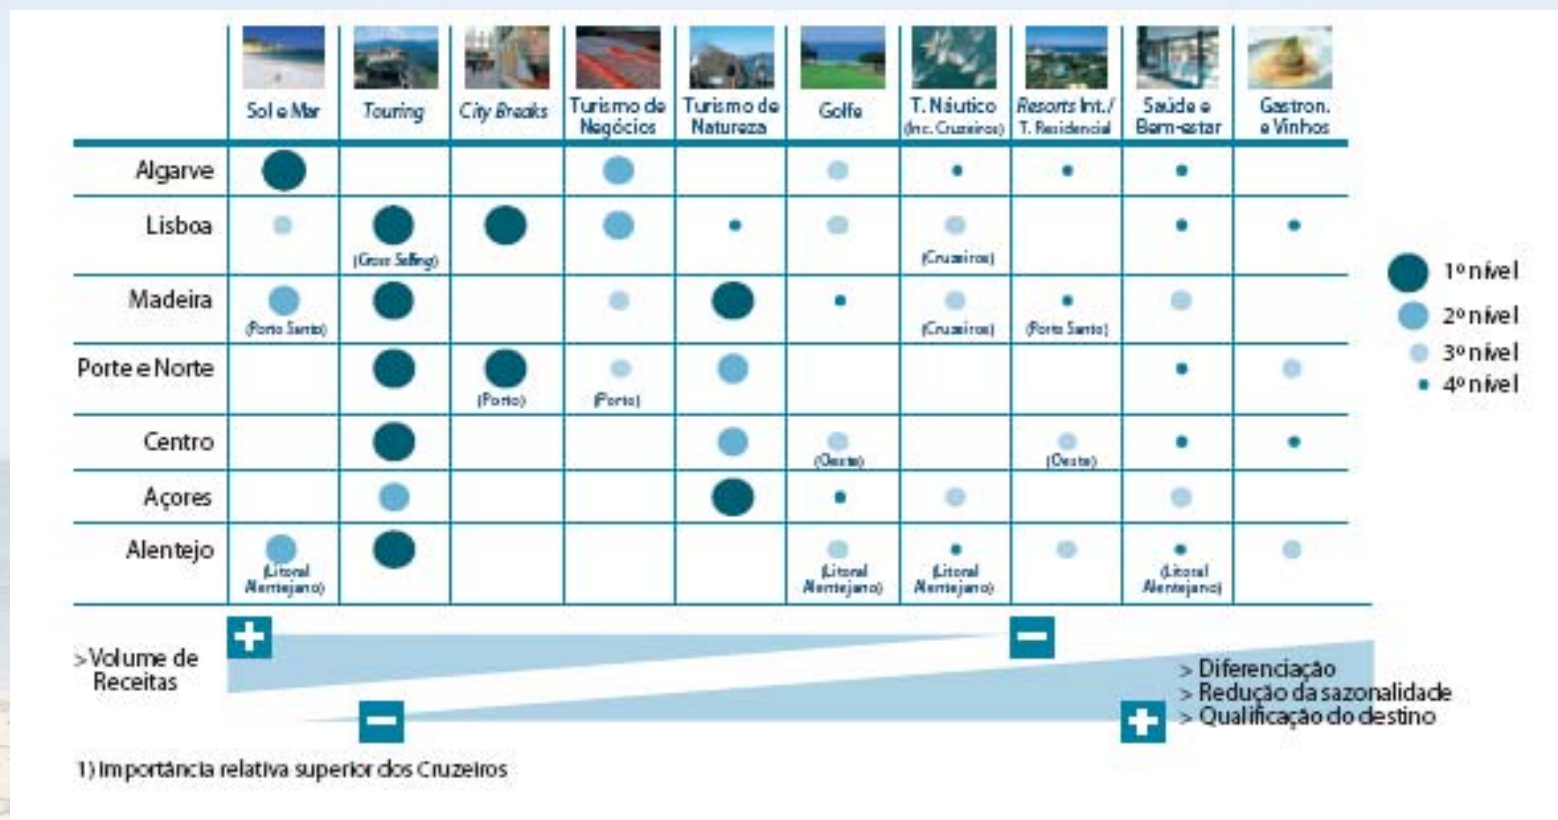 Sol e Mar
Touring
City Breaks
Turismo de
Negócios
Turismo de
Natureza
Golfe
T. Náutico
(Inc. Cruzeiros)
Resorts Int./
T. Residencial
Saúde e
Bem-estar
Gastron.
e Vinhos
Algarve
Lisboa
(Cross Selling)
(Cruzeiros)
Madeira
(Porto Santo)
(Cruzeiros)
(Porto Santo)
Porte e Norte
(Porto)
(Porto)
Centro
(Oeste)
(Oeste)
Açores
Alentejo
(Litoral
Alentejano)
(Litoral
Alentejano)
(Litoral
Alentejano)
(Litoral
Alentejano)
1º nível
2º nível
3º nível
4º nível
+
−
> Volume de
Receitas
> Diferenciação
> Redução da sazonalidade
> Qualificação do destino
−
+
1) Importância relativa superior dos Cruzeiros